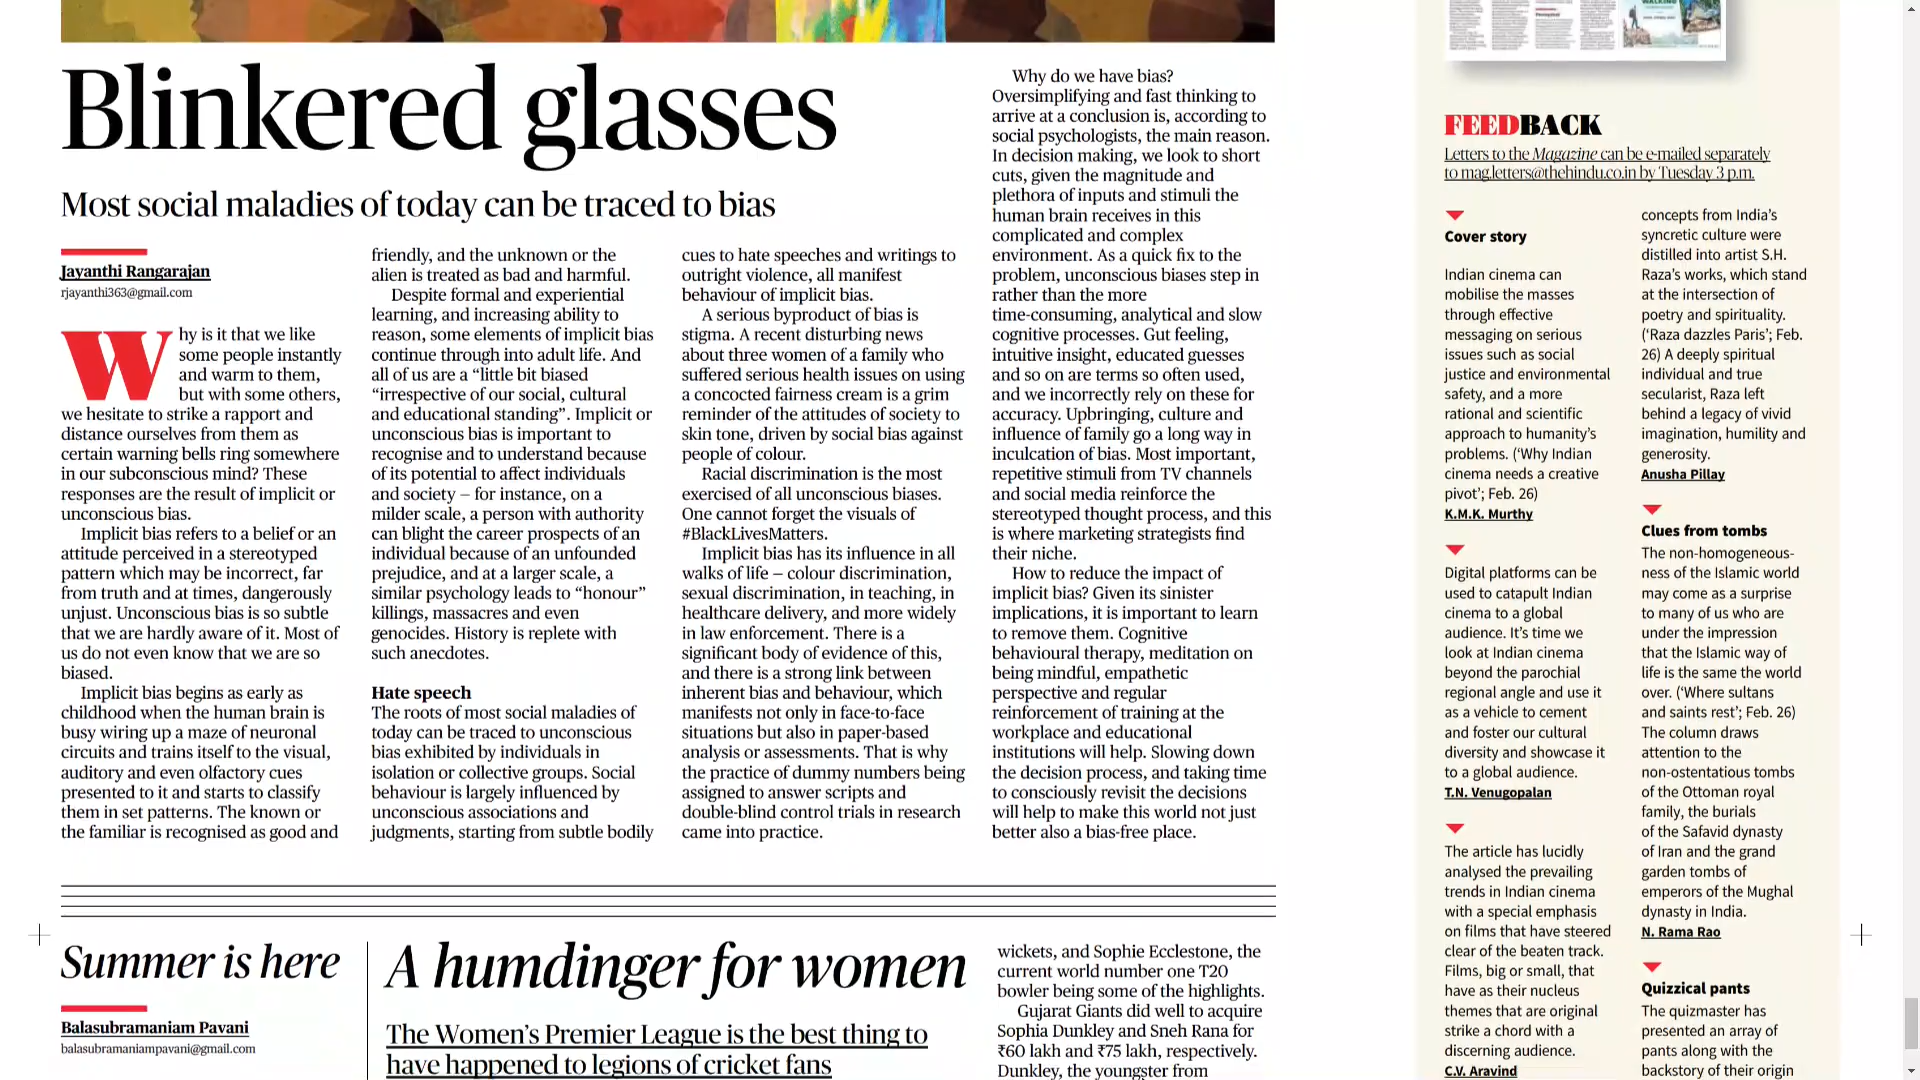 Blinkered glasses
Most social maladies of today can be traced to bias
Jayanthi Rangarajan
rjayanthi363@gmail.com
Why is it that we like
some people instantly
and warm to them,
but with some others,
we hesitate to strike a rapport and
distance ourselves from them as
certain warning bells ring somewhere
in our subconscious mind? These
responses are the result of implicit or
unconscious bias.
Implicit bias refers to a belief or an
attitude perceived in a stereotyped
pattern which may be incorrect, far
from truth and at times, dangerously
unjust. Unconscious bias is so subtle
that we are hardly aware of it. Most of
us do not even know that we are so
biased.
Implicit bias begins as early as
childhood when the human brain is
busy wiring up a maze of neuronal
circuits and trains itself to the visual,
auditory and even olfactory cues
presented to it and starts to classify
them in set patterns. The known or
the familiar is recognised as good and
friendly, and the unknown or the
alien is treated as bad and harmful.
Despite formal and experiential
learning, and increasing ability to
reason, some elements of implicit bias
continue through into adult life. And
all of us are a “little bit biased
“irrespective of our social, cultural
and educational standing”. Implicit or
unconscious bias is important to
recognise and to understand because
of its potential to affect individuals
and society – for instance, on a
milder scale, a person with authority
can blight the career prospects of an
individual because of an unfounded
prejudice, and at a larger scale, a
similar psychology leads to “honour”
killings, massacres and even
genocides. History is replete with
such anecdotes.
Hate speech
The roots of most social maladies of
today can be traced to unconscious
bias exhibited by individuals in
isolation or collective groups. Social
behaviour is largely influenced by
unconscious associations and
judgments, starting from subtle bodily
cues to hate speeches and writings to
outright violence, all manifest
behaviour of implicit bias.
A serious byproduct of bias is
stigma. A recent disturbing news
about three women of a family who
suffered serious health issues on using
a concocted fairness cream is a grim
reminder of the attitudes of society to
skin tone, driven by social bias against
people of colour.
Racial discrimination is the most
exercised of all unconscious biases.
One cannot forget the visuals of
#BlackLivesMatters.
Implicit bias has its influence in all
walks of life – colour discrimination,
sexual discrimination, in teaching, in
healthcare delivery, and more widely
in law enforcement. There is a
significant body of evidence of this,
and there is a strong link between
inherent bias and behaviour, which
manifests not only in face-to-face
situations but also in paper-based
analysis or assessments. That is why
the practice of dummy numbers being
assigned to answer scripts and
double-blind control trials in research
came into practice.
Why do we have bias?
Oversimplifying and fast thinking to
arrive at a conclusion is, according to
social psychologists, the main reason.
In decision making, we look to short
cuts, given the magnitude and
plethora of inputs and stimuli the
human brain receives in this
complicated and complex
environment. As a quick fix to the
problem, unconscious biases step in
rather than the more
time-consuming, analytical and slow
cognitive processes. Gut feeling,
intuitive insight, educated guesses
and so on are terms so often used,
and we incorrectly rely on these for
accuracy. Upbringing, culture and
influence of family go a long way in
inculcation of bias. Most important,
repetitive stimuli from TV channels
and social media reinforce the
stereotyped thought process, and this
is where marketing strategists find
their niche.
How to reduce the impact of
implicit bias? Given its sinister
implications, it is important to learn
to remove them. Cognitive
behavioural therapy, meditation on
being mindful, empathetic
perspective and regular
reinforcement of training at the
workplace and educational
institutions will help. Slowing down
the decision process, and taking time
to consciously revisit the decisions
will help to make this world not just
better also a bias-free place.
Summer is here
Balasubramaniam Pavani
balasubramaniampavani@gmail.com
A humdinger for women
The Women’s Premier League is the best thing to
have happened to legions of cricket fans
wickets, and Sophie Ecclestone, the
current world number one T20
bowler being some of the highlights.
Gujarat Giants did well to acquire
Sophia Dunkley and Sneh Rana for
₹60 lakh and ₹75 lakh, respectively.
Dunkley, the youngster from
FEEDBACK
Letters to the Magazine can be e-mailed separately
to mag.letters@thehindu.co.in by Tuesday 3 p.m.
Cover story
Indian cinema can
mobilise the masses
through effective
messaging on serious
issues such as social
justice and environmental
safety, and a more
rational and scientific
approach to humanity’s
problems. (‘Why Indian
cinema needs a creative
pivot’; Feb. 26)
K.M.K. Murthy
Digital platforms can be
used to catapult Indian
cinema to a global
audience. It’s time we
look at Indian cinema
beyond the parochial
regional angle and use it
as a vehicle to cement
and foster our cultural
diversity and showcase it
to a global audience.
T.N. Venugopalan
The article has lucidly
analysed the prevailing
trends in Indian cinema
with a special emphasis
on films that have steered
clear of the beaten track.
Films, big or small, that
have as their nucleus
themes that are original
strike a chord with a
discerning audience.
C.V. Aravind
concepts from India’s
syncretic culture were
distilled into artist S.H.
Raza’s works, which stand
at the intersection of
poetry and spirituality.
(‘Raza dazzles Paris’; Feb.
26) A deeply spiritual
individual and true
secularist, Raza left
behind a legacy of vivid
imagination, humility and
generosity.
Anusha Pillay
Clues from tombs
The non-homogeneous-
ness of the Islamic world
may come as a surprise
to many of us who are
under the impression
that the Islamic way of
life is the same the world
over. (‘Where sultans
and saints rest’; Feb. 26)
The column draws
attention to the
non-ostentatious tombs
of the Ottoman royal
family, the burials
of the Safavid dynasty
of Iran and the grand
garden tombs of
emperors of the Mughal
dynasty in India.
N. Rama Rao
Quizzical pants
The quizmaster has
presented an array of
pants along with the
backstory of their origin